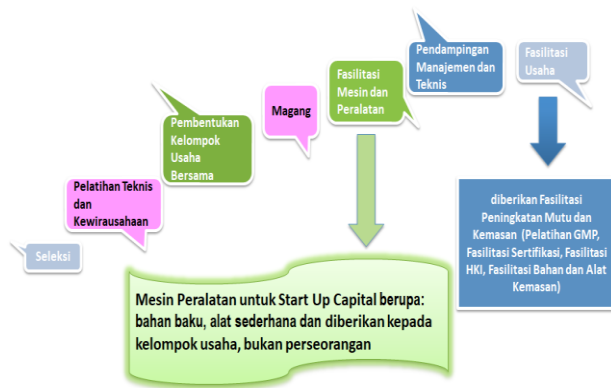 Seleksi
Pelatihan Teknis
dan
Kewirausahaan
Pembentukan
Kelompok
Usaha
Bersama
Magang
Fasilitasi
Mesin dan
Peralatan
Pendampingan
Manajemen dan
Teknis
Fasilitasi
Usaha
Mesin Peralatan untuk Start Up Capital berupa:
bahan baku, alat sederhana dan diberikan kepada
kelompok usaha, bukan perseorangan
diberikan Fasilitasi
Peningkatan Mutu dan
Kemasan (Pelatihan GMP,
Fasilitasi Sertifikasi, Fasilitasi
HKI, Fasilitasi Bahan dan Alat
Kemasan)